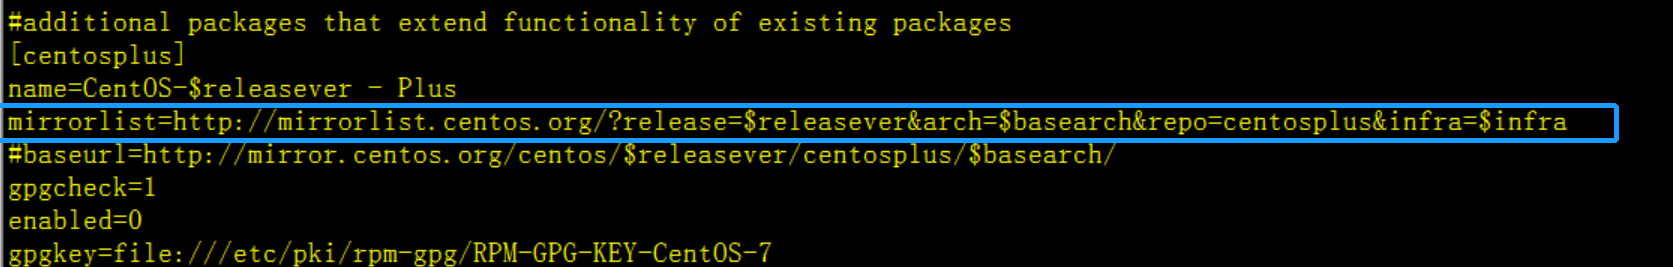 #additional packages that extend functionality of existing packages
[centosplus]
name=CentOS-$releasever - Plus
mirrorlist=http://mirrorlist.centos.org/?release=$releasever&arch=$basearch&repo=centosplus&infra=$infra
#baseurl=http://mirror.centos.org/centos/$releasever/centosplus/$basearch/
gpgcheck=1
enabled=0
gpgkey=file:///etc/pki/rpm-gpg/RPM-GPG-KEY-CentOS-7